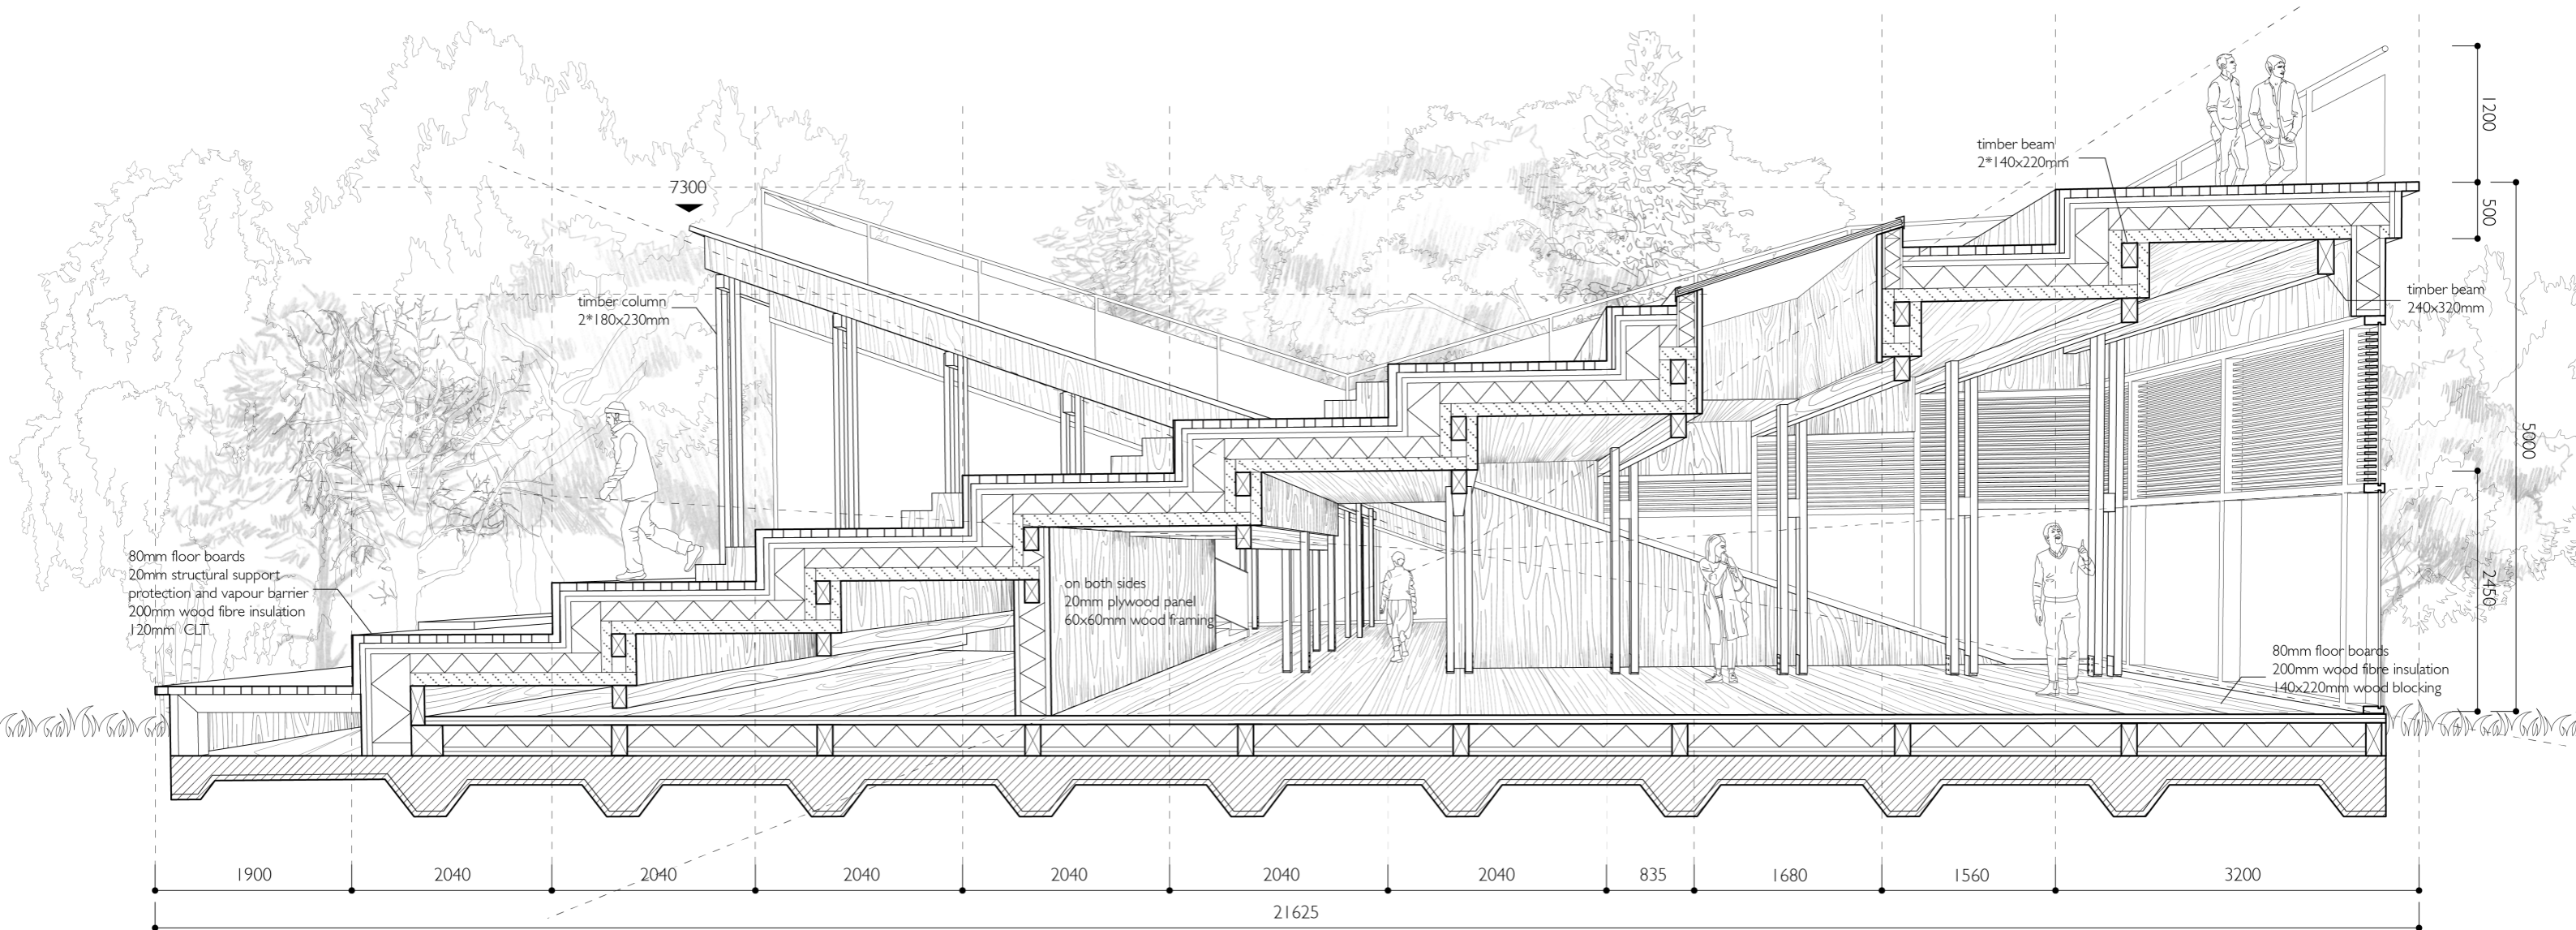 7300
timber column
2*180x230mm
timber beam
2*140x220mm
1200
500
timber beam
240x320mm
5000
2450
80mm floor boards
20mm structural support
protection and vapour barrier
200mm wood fibre insulation
120mm CLT
on both sides
20mm plywood panel
60x60mm wood framing
80mm floor boards
200mm wood fibre insulation
140x220mm wood blocking
1900
2040
2040
2040
2040
2040
2040
835
1680
1560
3200
21625